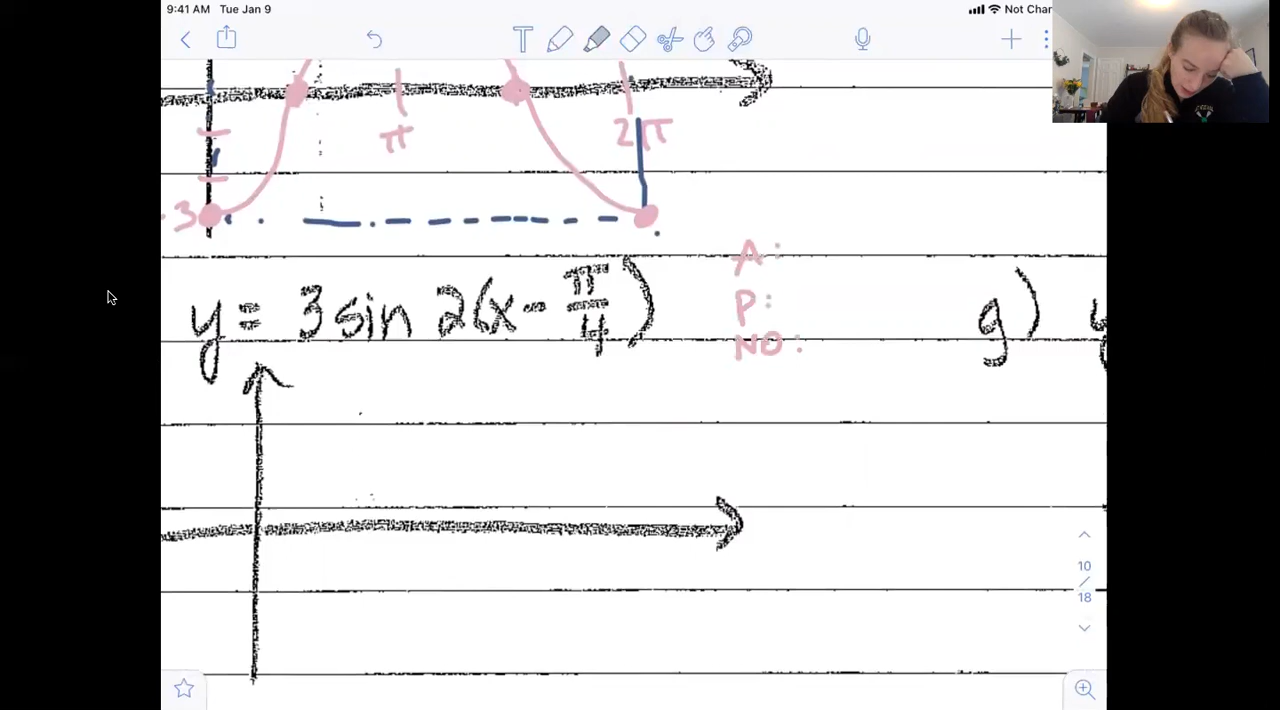 9:41 AM Tue Jan 9
Not Char
π
2π
-3
y = 3 sin 2(x - π/4)
A:
P:
NO:
g) y
10
/
18